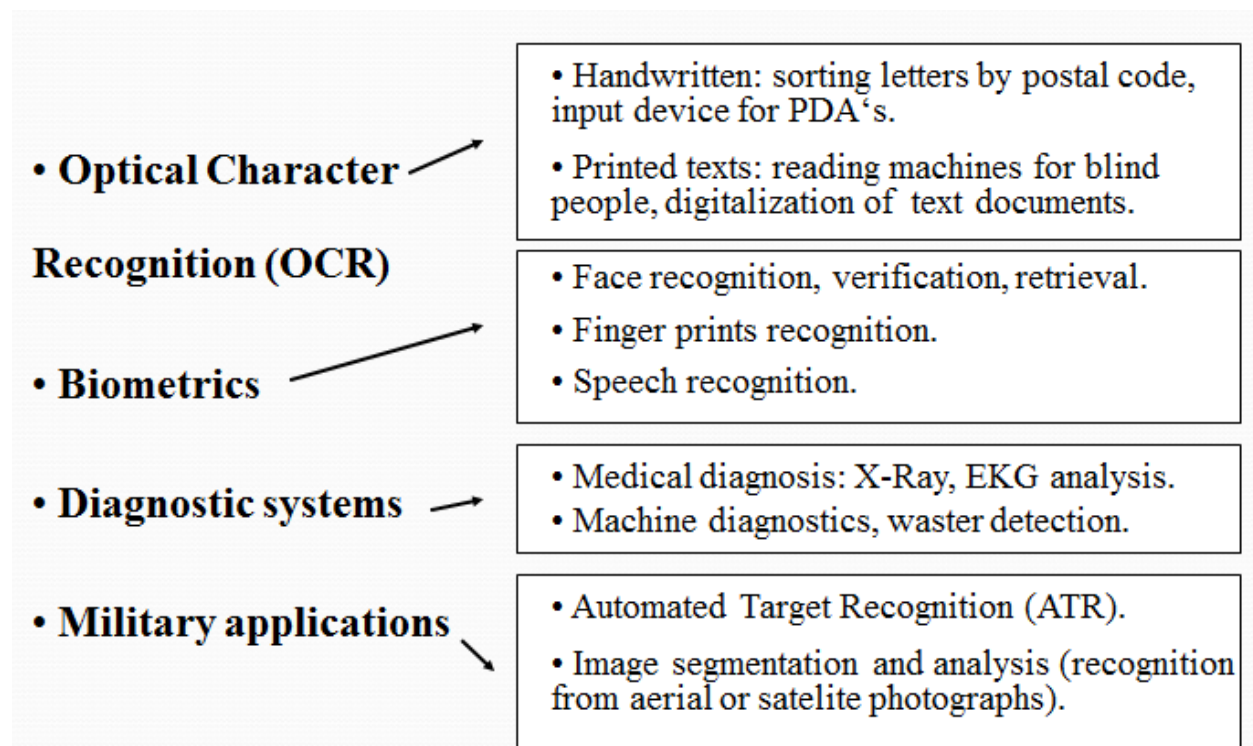 • Optical Character
Recognition (OCR)
• Handwritten: sorting letters by postal code,
input device for PDA‘s.
• Printed texts: reading machines for blind
people, digitalization of text documents.
• Biometrics
• Face recognition, verification, retrieval.
• Finger prints recognition.
• Speech recognition.
• Diagnostic systems
• Medical diagnosis: X-Ray, EKG analysis.
• Machine diagnostics, waster detection.
• Military applications
• Automated Target Recognition (ATR).
• Image segmentation and analysis (recognition
from aerial or satelite photographs).